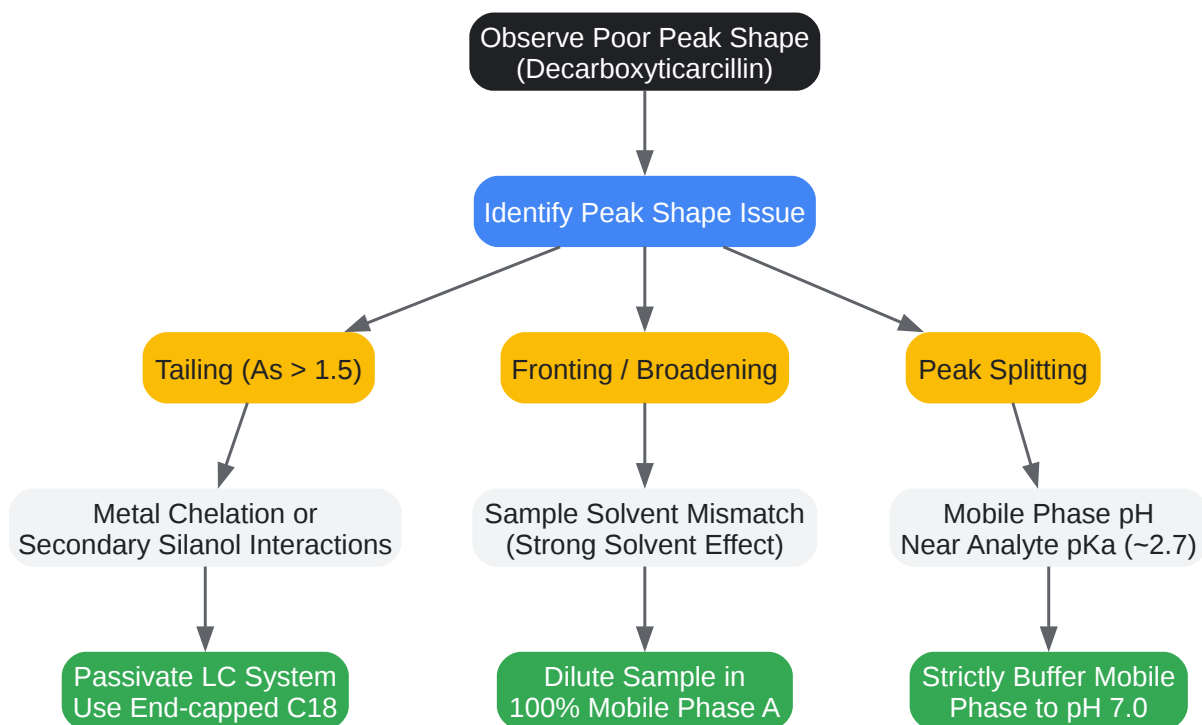 Observe Poor Peak Shape
(Decarboxyticarcillin)
Identify Peak Shape Issue
Tailing (As > 1.5)
Fronting / Broadening
Peak Splitting
Metal Chelation or
Secondary Silanol Interactions
Sample Solvent Mismatch
(Strong Solvent Effect)
Mobile Phase pH
Near Analyte pKa (~2.7)
Passivate LC System
Use End-capped C18
Dilute Sample in
100% Mobile Phase A
Strictly Buffer Mobile
Phase to pH 7.0